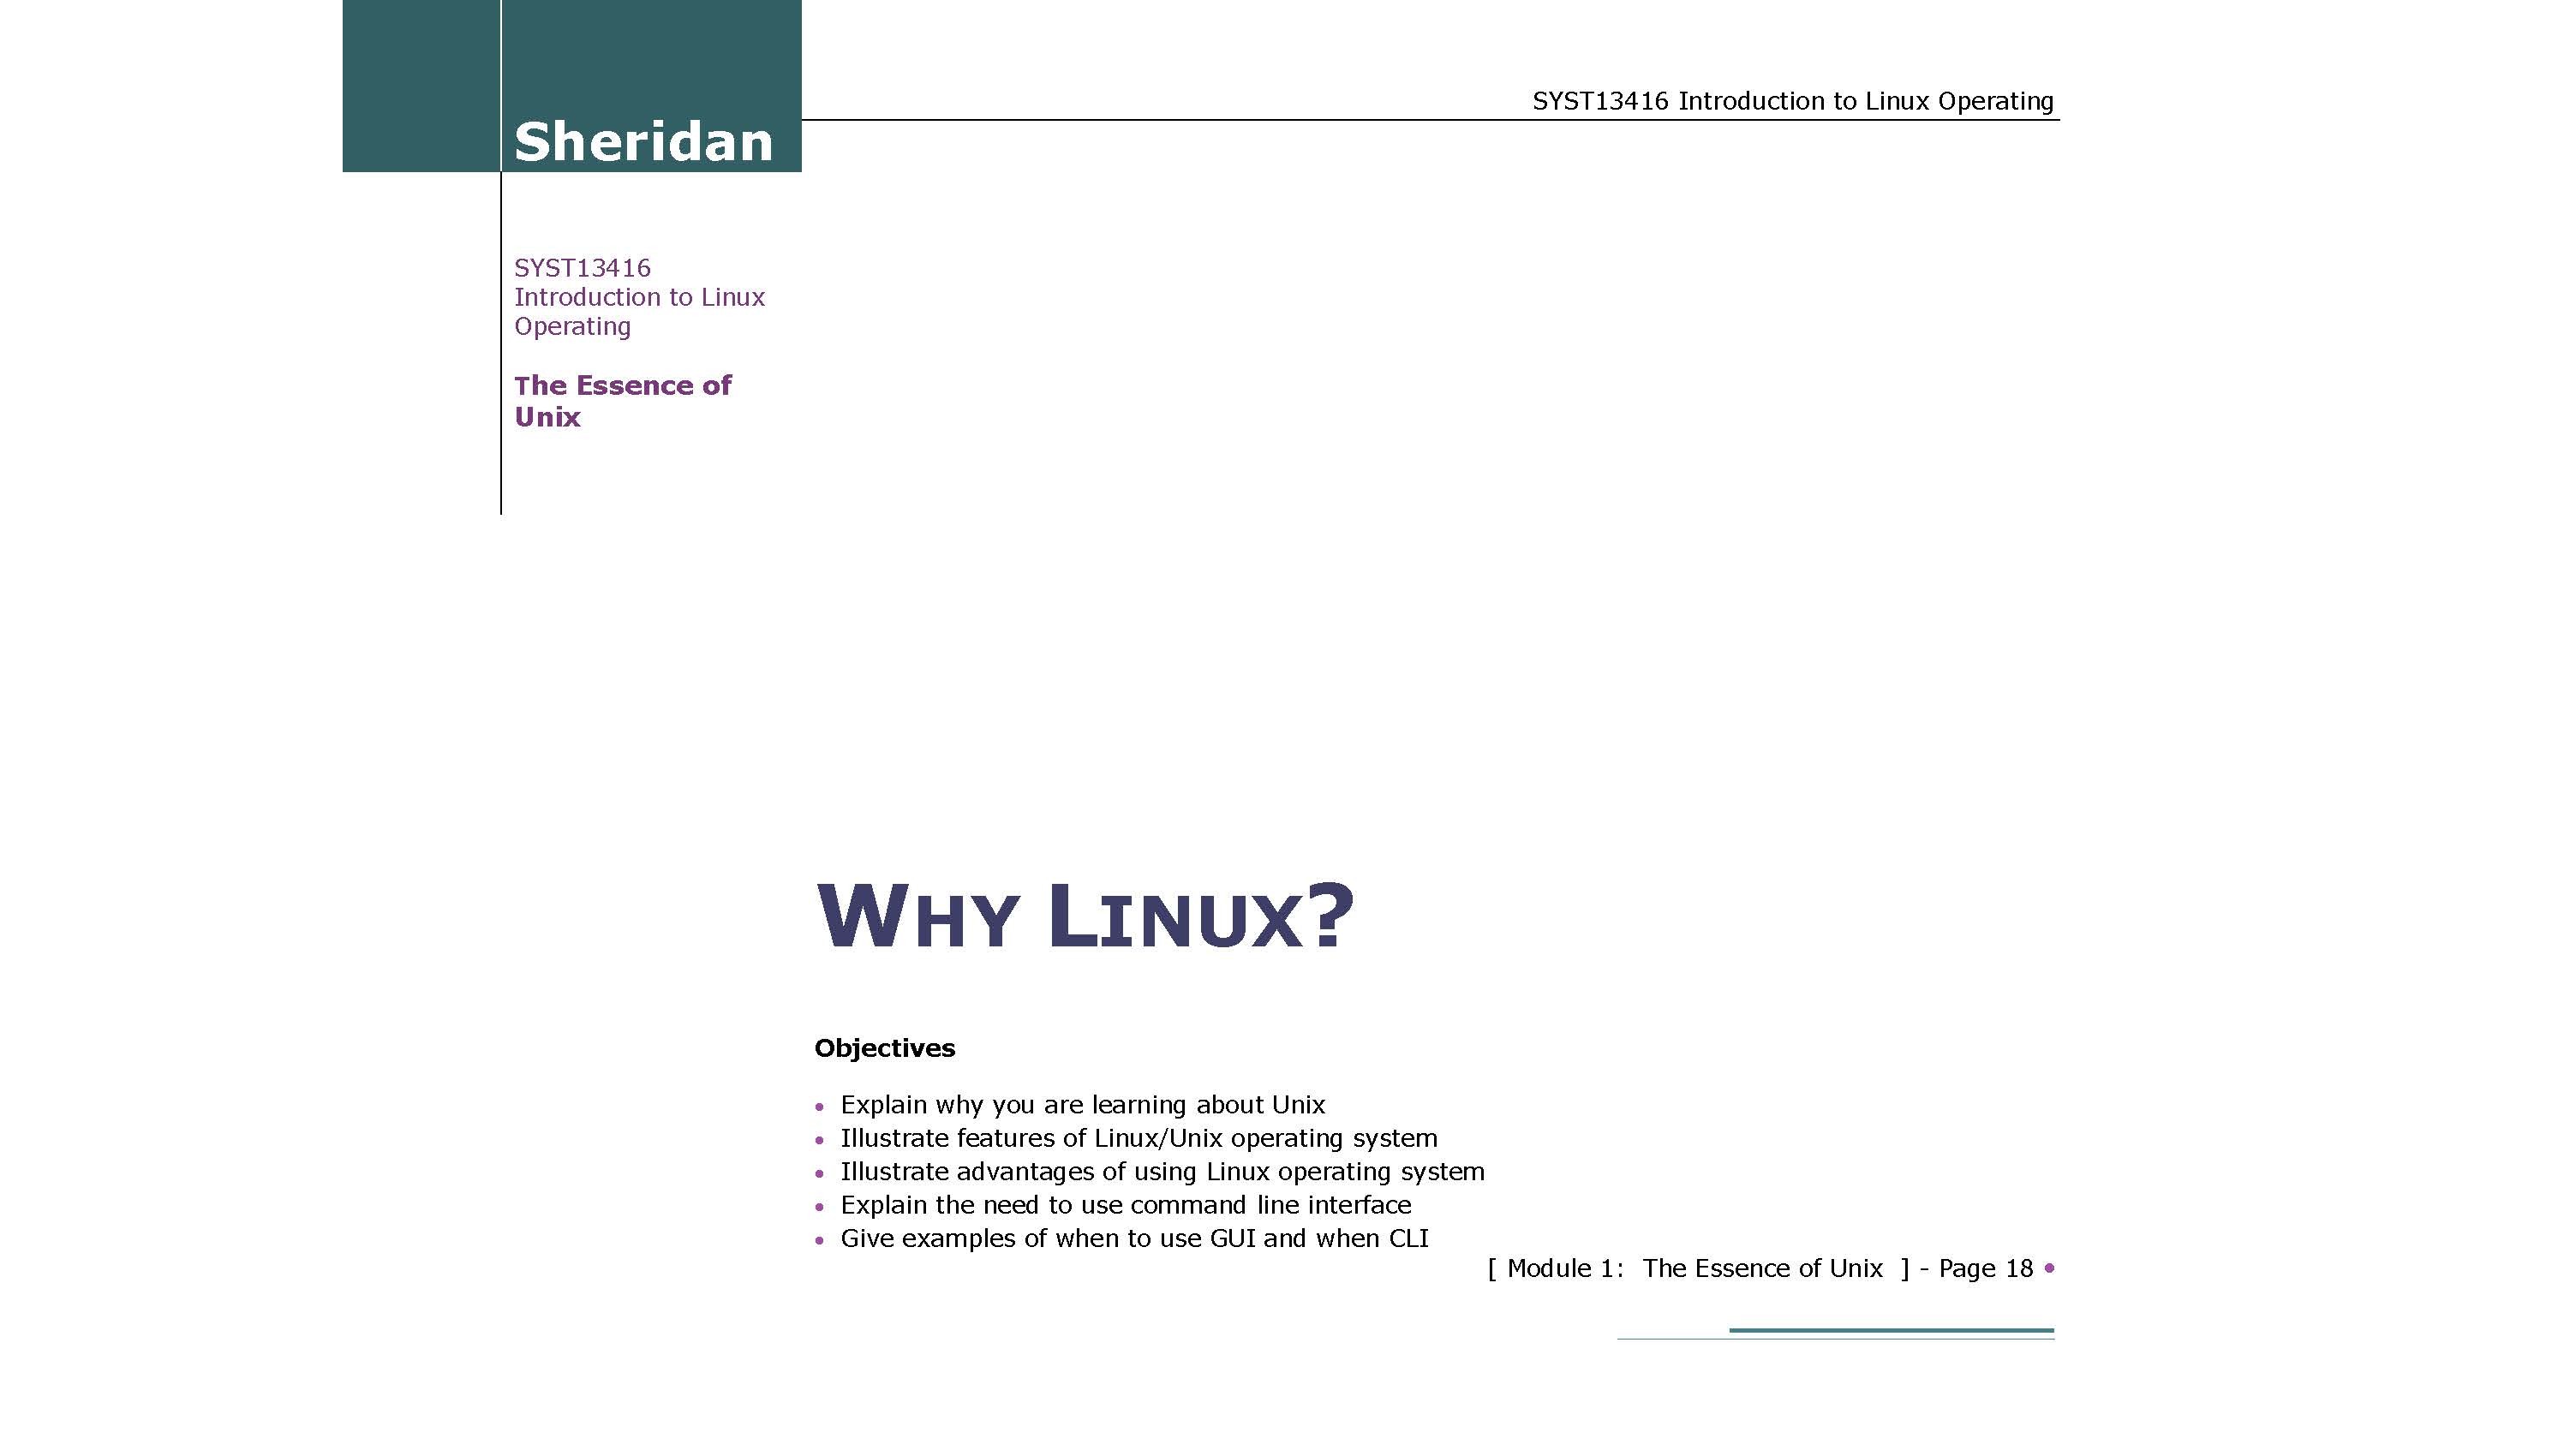 SYST13416 Introduction to Linux Operating
Sheridan
SYST13416
Introduction to Linux
Operating
The Essence of
Unix
WHY LINUX?
Objectives
• Explain why you are learning about Unix
• Illustrate features of Linux/Unix operating system
• Illustrate advantages of using Linux operating system
• Explain the need to use command line interface
• Give examples of when to use GUI and when CLI
[ Module 1: The Essence of Unix ] - Page 18 •